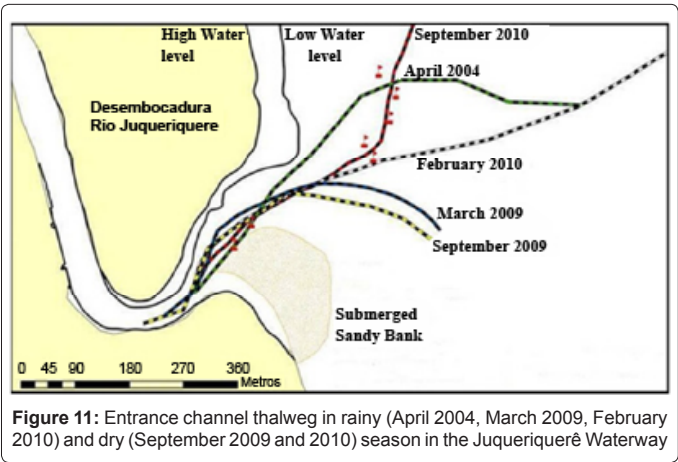 High Water
level
Low Water
level
September 2010
April 2004
Desembocadura
Rio Juqueriquere
February 2010
March 2009
September 2009
Submerged
Sandy Bank
0 45 90 180 270 360
Metros
Figure 11: Entrance channel thalweg in rainy (April 2004, March 2009, February
2010) and dry (September 2009 and 2010) season in the Juqueriquerê Waterway